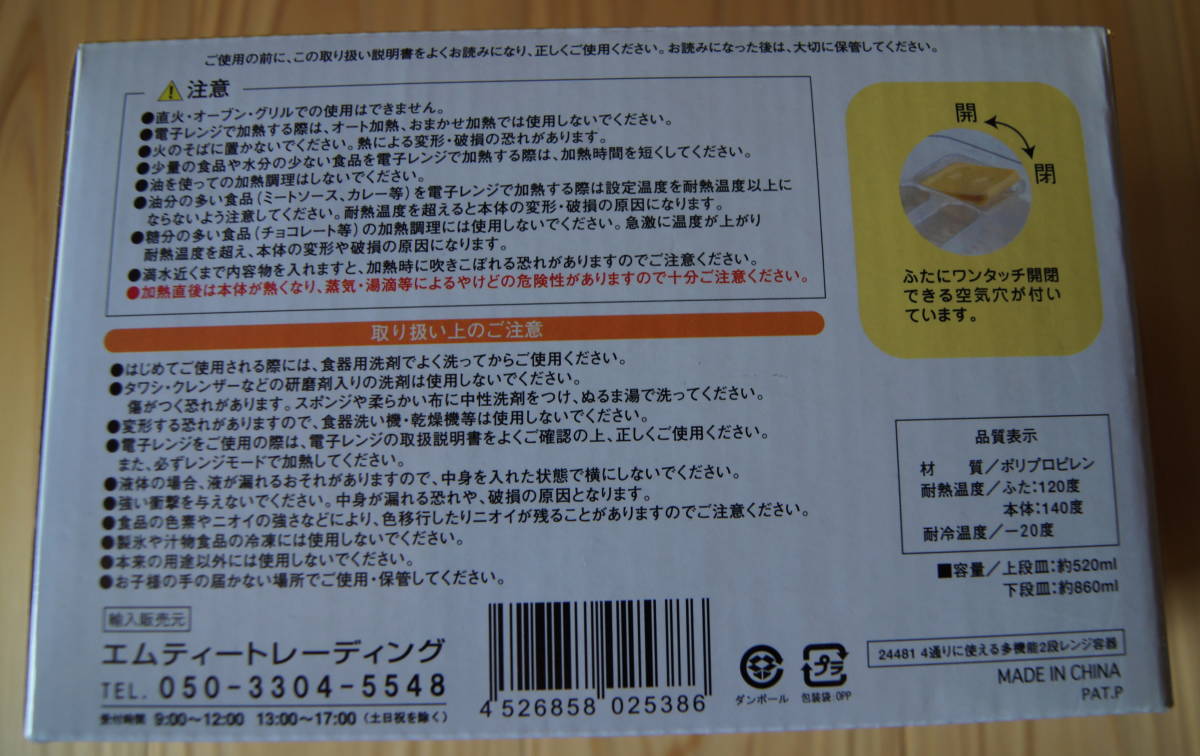 ご使用の前に、この取り扱い説明書をよくお読みになり、正しくご使用ください。お読みになった後は、大切に保管してください。
注意
●直火・オーブン・グリルでの使用はできません。
●電子レンジで加熱する際は、オート加熱、おまかせ加熱では使用しないでください。
●火のそばに置かないでください。熱による変形・破損の恐れがあります。
●少量の食品や水分の少ない食品を電子レンジで加熱する際は、加熱時間を短くしてください。
●油を使っての加熱調理はしないでください。
●油分の多い食品(ミートソース、カレー等)を電子レンジで加熱する際は設定温度を耐熱温度以上に
ならないよう注意してください。耐熱温度を超えると本体の変形・破損の原因になります。
●糖分の多い食品(チョコレート等)の加熱調理には使用しないでください。急激に温度が上がり
耐熱温度を超え、本体の変形や破損の原因になります。
●満水近くまで内容物を入れますと、加熱時に吹きこぼれる恐れがありますのでご注意ください。
●加熱直後は本体が熱くなり、蒸気・湯滴等によるやけどの危険性がありますので十分ご注意ください。
開
閉
ふたにワンタッチ開閉
できる空気穴が付い
ています。
取り扱い上のご注意
●はじめてご使用される際には、食器用洗剤でよく洗ってからご使用ください。
●タワシ・クレンザーなどの研磨剤入りの洗剤は使用しないでください。
傷がつく恐れがあります。スポンジや柔らかい布に中性洗剤をつけ、ぬるま湯で洗ってください。
●変形する恐れがありますので、食器洗い機・乾燥機等は使用しないでください。
●電子レンジをご使用の際は、電子レンジの取扱説明書をよくご確認の上、正しくご使用ください。
また、必ずレンジモードで加熱してください。
●液体の場合、液が漏れるおそれがありますので、中身を入れた状態で横にしないでください。
●強い衝撃を与えないでください。中身が漏れる恐れや、破損の原因となります。
●食品の色素やニオイの強さなどにより、色移行したりニオイが残ることがありますのでご注意ください。
●製氷や汁物食品の冷凍には使用しないでください。
●本来の用途以外には使用しないでください。
●お子様の手の届かない場所でご使用・保管してください。
品質表示
材 質/ポリプロピレン
耐熱温度/ふた:120度
本体:140度
耐冷温度/-20度
■容量/上段皿:約520ml
下段皿:約860ml
輸入販売元
エムティートレーディング
TEL. 050-3304-5548
受付時間 9:00〜12:00 13:00〜17:00 (土日祝を除く)
4 526858 025386
ダンボール
プラ
包装袋:OPP
24481 4通りに使える多機能2段レンジ容器
MADE IN CHINA
PAT.P